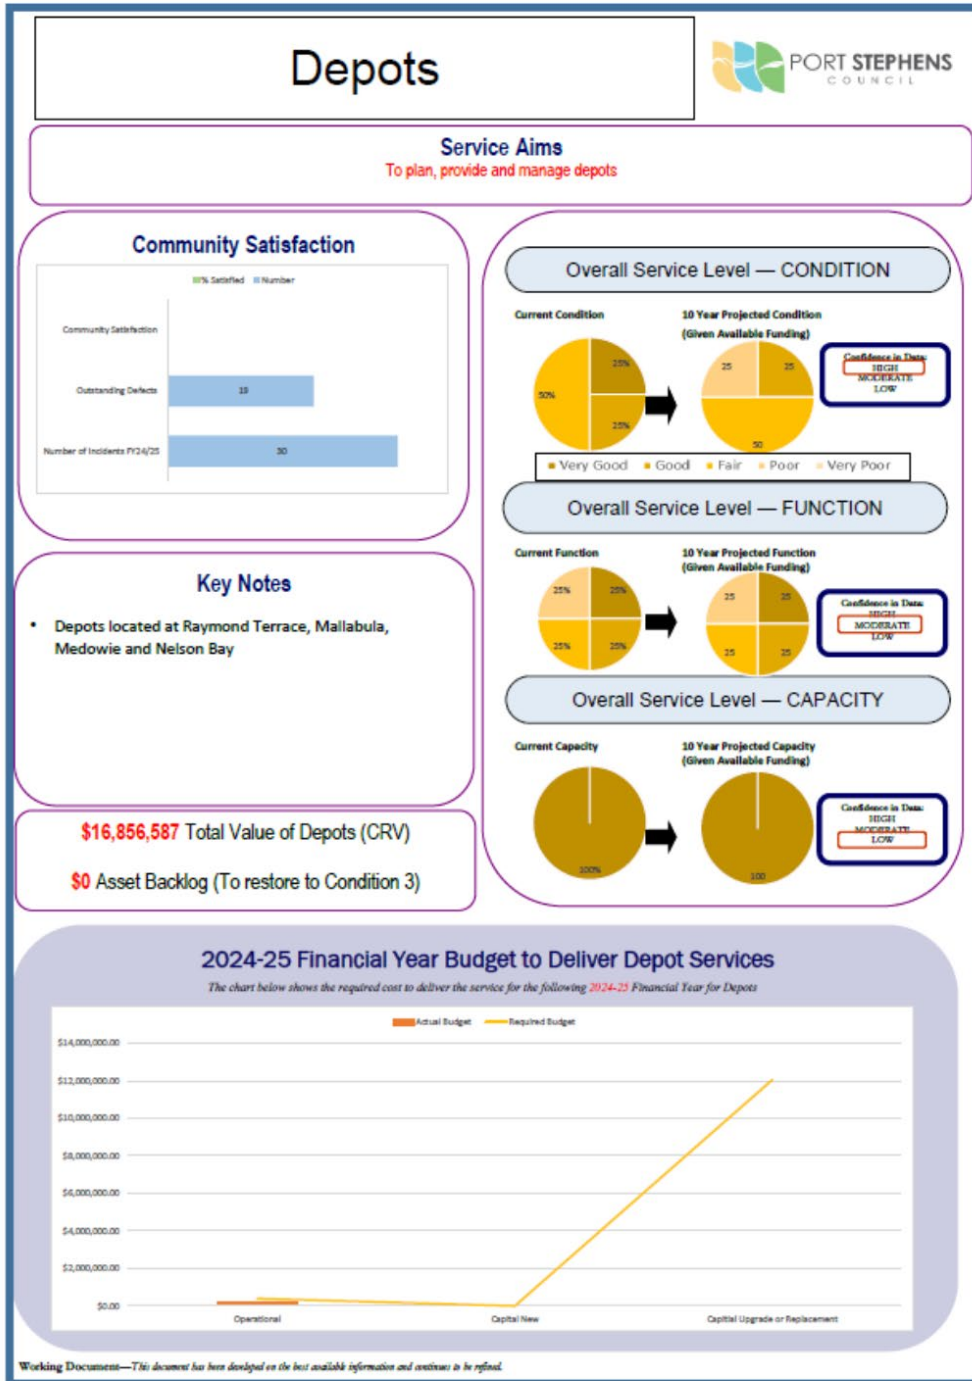 Depots
PORT STEPHENS
COUNCIL
Service Aims
To plan, provide and manage depots
Community Satisfaction
% Satisfied Number
Community Satisfaction
Outstanding Defects
19
Number of Incidents FY24/25
30
Key Notes
• Depots located at Raymond Terrace, Mallabula,
Medowie and Nelson Bay
$16,856,587 Total Value of Depots (CRV)
$0 Asset Backlog (To restore to Condition 3)
Overall Service Level — CONDITION
Current Condition
25%
25%
50%
10 Year Projected Condition
(Given Available Funding)
25
25
50
Confidence in Data:
HIGH
MODERATE
LOW
Very Good Good Fair Poor Very Poor
Overall Service Level — FUNCTION
Current Function
25%
25%
25%
25%
10 Year Projected Function
(Given Available Funding)
25
25
25
25
Confidence in Data:
HIGH
MODERATE
LOW
Overall Service Level — CAPACITY
Current Capacity
100%
10 Year Projected Capacity
(Given Available Funding)
100
Confidence in Data:
HIGH
MODERATE
LOW
2024-25 Financial Year Budget to Deliver Depot Services
The chart below shows the required cost to deliver the service for the following 2024-25 Financial Year for Depots
Actual Budget Required Budget
$14,000,000.00
$12,000,000.00
$10,000,000.00
$8,000,000.00
$6,000,000.00
$4,000,000.00
$2,000,000.00
$0.00
Operational
Capital New
Capitial Upgrade or Replacement
Working Document—This document has been developed on the best available information and continues to be refined.